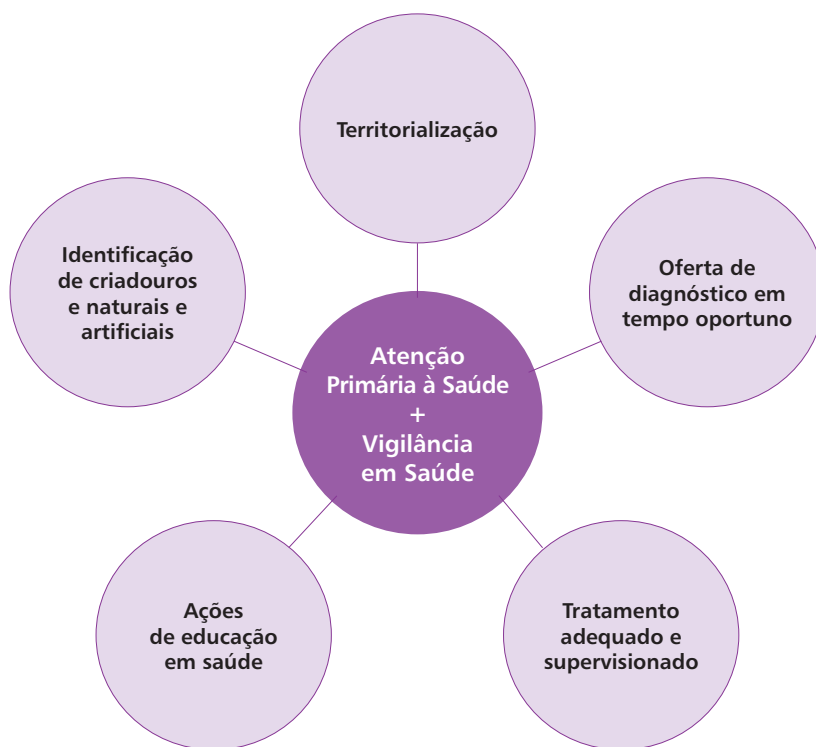 Territorialização
Identificação
de criadouros
e naturais e
artificiais
Oferta de
diagnóstico em
tempo oportuno
Atenção
Primária à Saúde
+
Vigilância
em Saúde
Ações
de educação
em saúde
Tratamento
adequado e
supervisionado